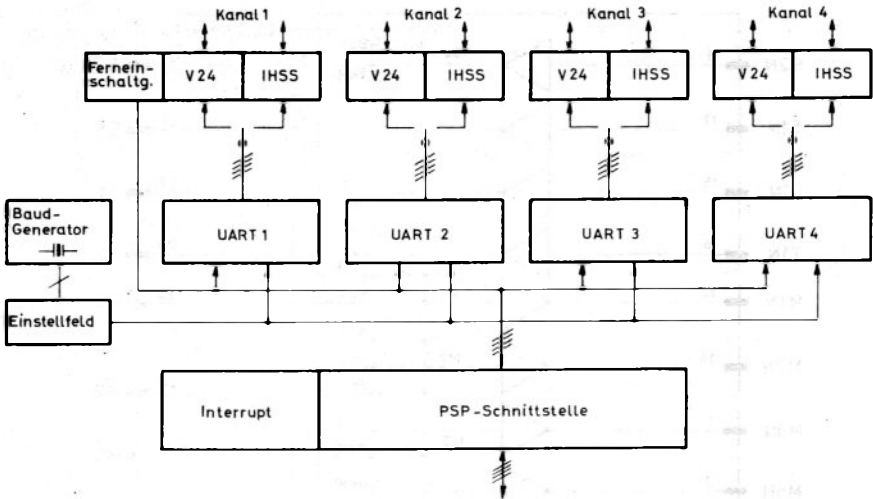 Kanal 1
Kanal 2
Kanal 3
Kanal 4
Fernein-
schaltg.
V24
IHSS
V24
IHSS
V24
IHSS
V24
IHSS
UART 1
UART 2
UART 3
UART 4
Baud-
Generator
Einstellfeld
Interrupt
PSP-Schnittstelle